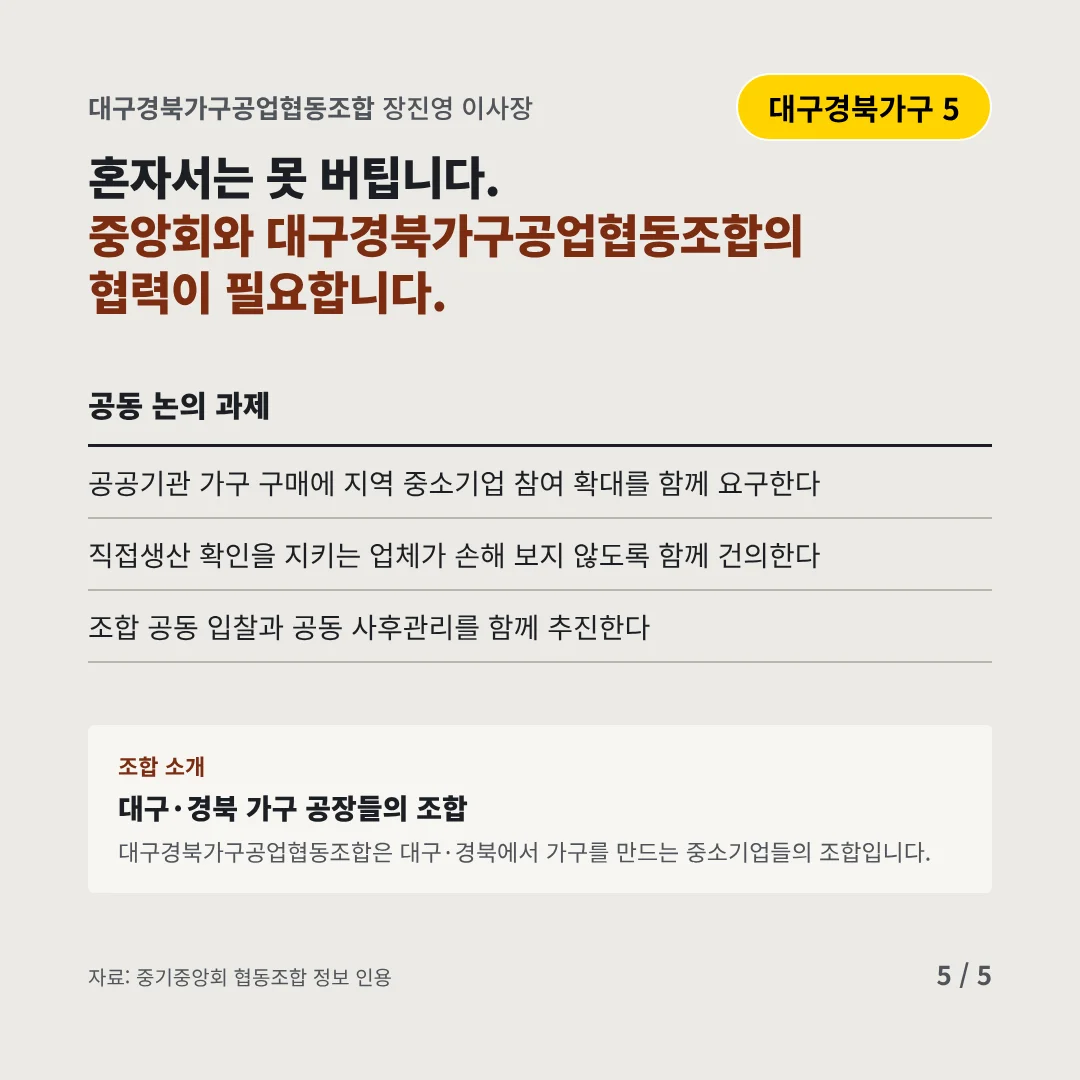 대구경북가구공업협동조합 장진영 이사장
대구경북가구 5
혼자서는 못 버팁니다.
중앙회와 대구경북가구공업협동조합의
협력이 필요합니다.
공동 논의 과제
공공기관 가구 구매에 지역 중소기업 참여 확대를 함께 요구한다
직접생산 확인을 지키는 업체가 손해 보지 않도록 함께 건의한다
조합 공동 입찰과 공동 사후관리를 함께 추진한다
조합 소개
대구·경북 가구 공장들의 조합
대구경북가구공업협동조합은 대구·경북에서 가구를 만드는 중소기업들의 조합입니다.
자료: 중기중앙회 협동조합 정보 인용
5 / 5